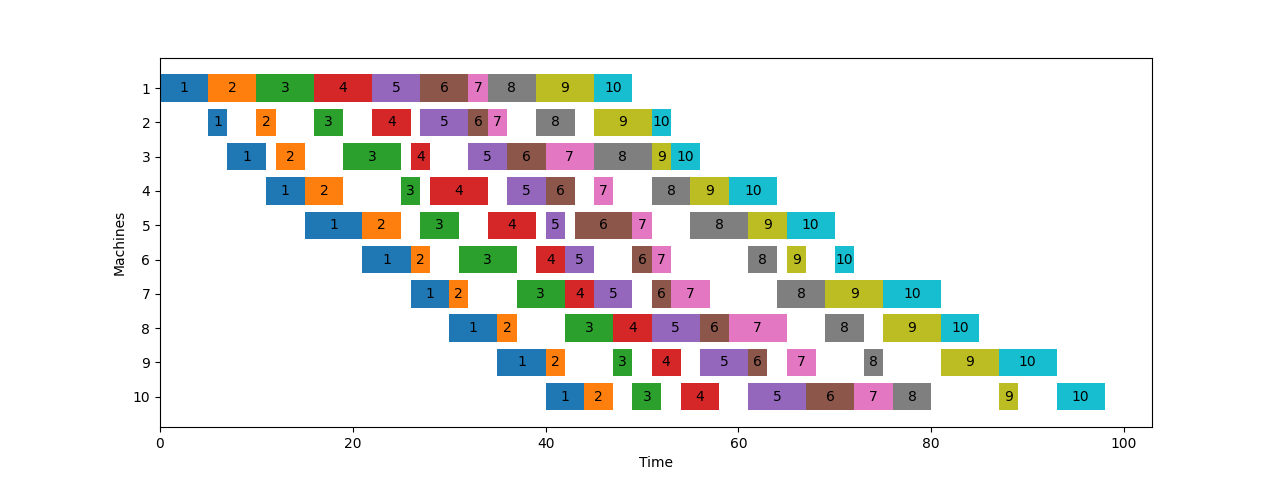 1 1 2 3 4 5 6 7 8 9 10
2 1 2 3 4 5 6 7 8 9 10
3 1 2 3 4 5 6 7 8 9 10
4 1 2 3 4 5 6 7 8 9 10
5 1 2 3 4 5 6 7 8 9 10
6 1 2 3 4 5 6 7 8 9 10
7 1 2 3 4 5 6 7 8 9 10
8 1 2 3 4 5 6 7 8 9 10
9 1 2 3 4 5 6 7 8 9 10
10 1 2 3 4 5 6 7 8 9 10
Machines
0 20 40 60 80 100
Time